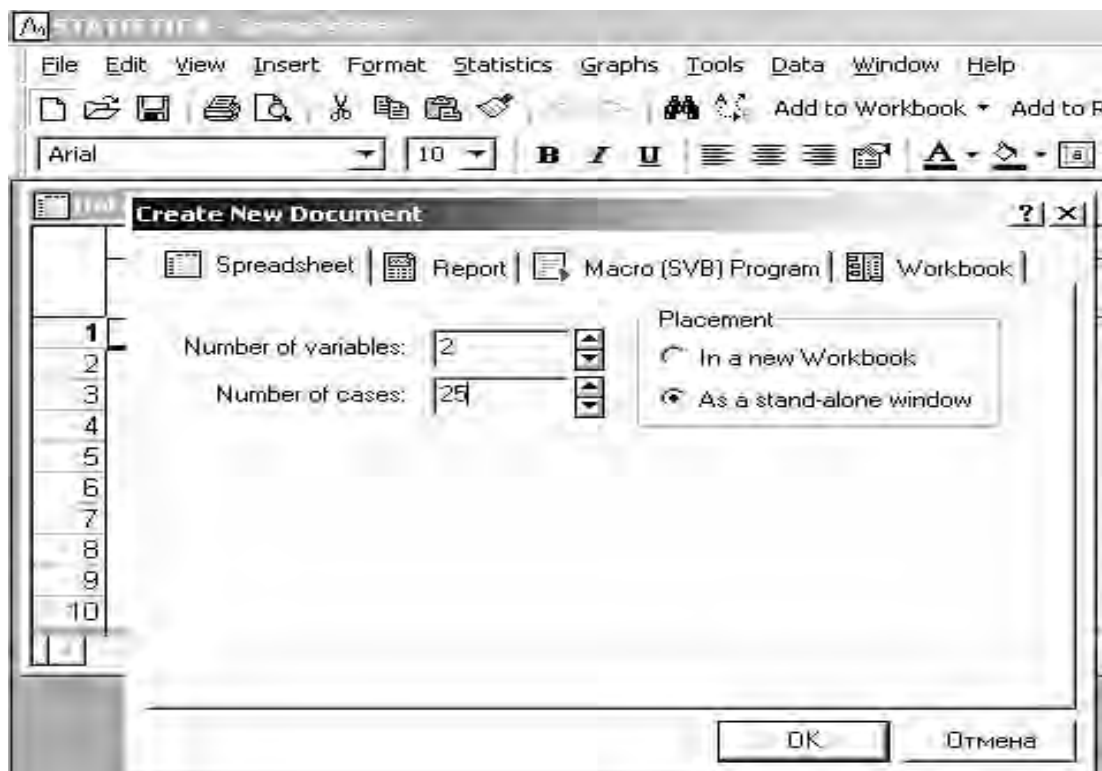 STATISTICA - Spreadsheet
File Edit View Insert Format Statistics Graphs Tools Data Window Help
Add to Workbook Add to R
Arial 10 B I U A
Create New Document ? ×
Spreadsheet Report Macro (SVB) Program Workbook
Placement
Number of variables: 2 In a new Workbook
Number of cases: 25 As a stand-alone window
1
2
3
4
5
6
7
8
9
10
OK Отмена